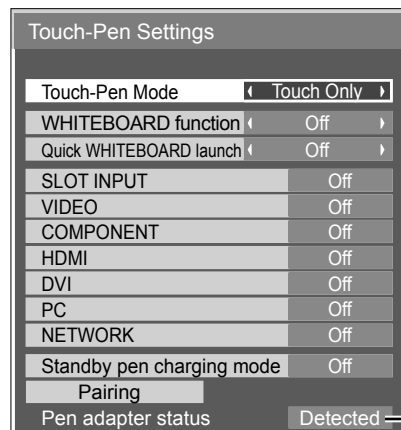 Touch-Pen Settings
Touch-Pen Mode Touch Only
WHITEBOARD function Off
Quick WHITEBOARD launch Off
SLOT INPUT Off
VIDEO Off
COMPONENT Off
HDMI Off
DVI Off
PC Off
NETWORK Off
Standby pen charging mode Off
Pairing
Pen adapter status Detected